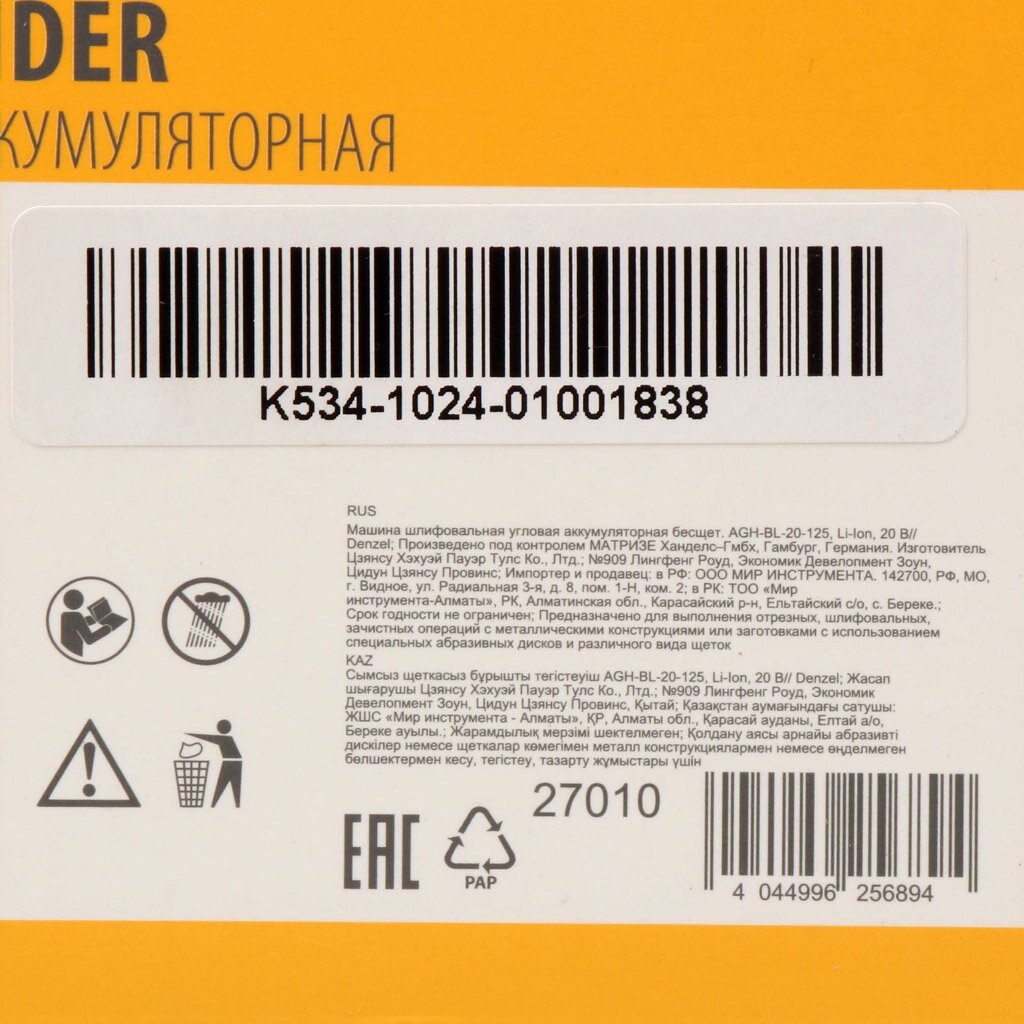 DER
КУМУЛЯТОРНАЯ
K534-1024-01001838
RUS
Машина шлифовальная угловая аккумуляторная бесщет. AGH-BL-20-125, Li-Ion, 20 В//
Denzel; Произведено под контролем МАТРИЗЕ Ханделс–Гмбх, Гамбург, Германия. Изготовитель
Цзянсу Хэхуэй Пауэр Тулс Ко., Лтд.; №909 Лингфенг Роуд, Экономик Девелопмент Зоун,
Цидун Цзянсу Провинс; Импортер и продавец: в РФ: ООО МИР ИНСТРУМЕНТА. 142700, РФ, МО,
г. Видное, ул. Радиальная 3-я, д. 8, пом. 1-Н, ком. 2; в РК: ТОО «Мир
инструмента-Алматы», РК, Алматинская обл., Карасайский р-н, Ельтайский с/о, с. Береке.;
Срок годности не ограничен; Предназначено для выполнения отрезных, шлифовальных,
зачистных операций с металлическими конструкциями или заготовками с использованием
специальных абразивных дисков и различного вида щеток
KAZ
Сымсыз щеткасыз бұрышты тегістеуіш AGH-BL-20-125, Li-Ion, 20 В// Denzel; Жасап
шығарушы Цзянсу Хэхуэй Пауэр Тулс Ко., Лтд.; №909 Лингфенг Роуд, Экономик
Девелопмент Зоун, Цидун Цзянсу Провинс, Қытай; Қазақстан аумағындағы сатушы:
ЖШС «Мир инструмента - Алматы», ҚР, Алматы обл., Қарасай ауданы, Елтай а/о,
Береке ауылы.; Жарамдылық мерзімі шектелмеген; Қолдану аясы арнайы абразивті
дискілер немесе щеткалар көмегімен металл конструкциялармен немесе өңделмеген
бөлшектермен кесу, тегістеу, тазарту жұмыстары үшін
27010
EAC
PAP
4 044996 256894